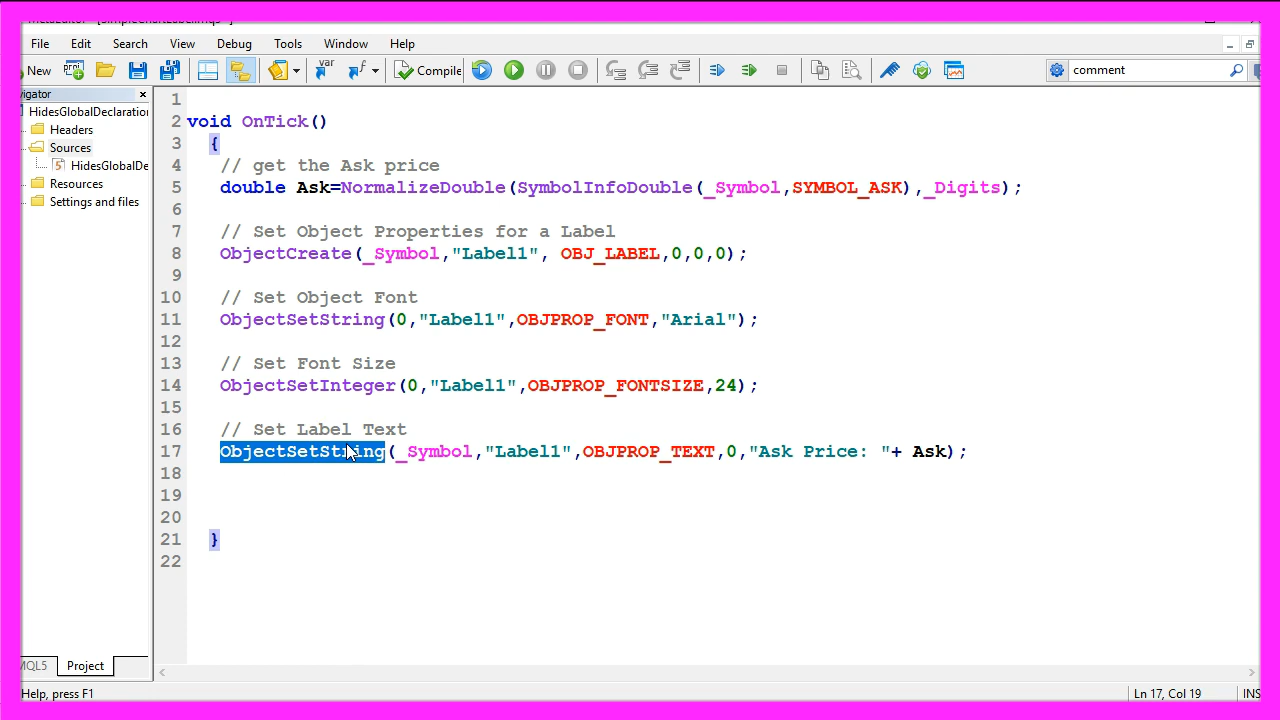 File Edit Search View Debug Tools Window Help
New Compile comment
HidesGlobalDeclaration
Headers
Sources
5 HidesGlobalDe
Resources
Settings and files
1
2 void OnTick()
3 {
4 // get the Ask price
5 double Ask=NormalizeDouble(SymbolInfoDouble(_Symbol,SYMBOL_ASK),_Digits);
6
7 // Set Object Properties for a Label
8 ObjectCreate(_Symbol,"Label1", OBJ_LABEL,0,0,0);
9
10 // Set Object Font
11 ObjectSetString(0,"Label1",OBJPROP_FONT,"Arial");
12
13 // Set Font Size
14 ObjectSetInteger(0,"Label1",OBJPROP_FONTSIZE,24);
15
16 // Set Label Text
17 ObjectSetString(_Symbol,"Label1",OBJPROP_TEXT,0,"Ask Price: "+ Ask);
18
19
20
21 }
22
MQL5 Project
Help, press F1
Ln 17, Col 19 INS